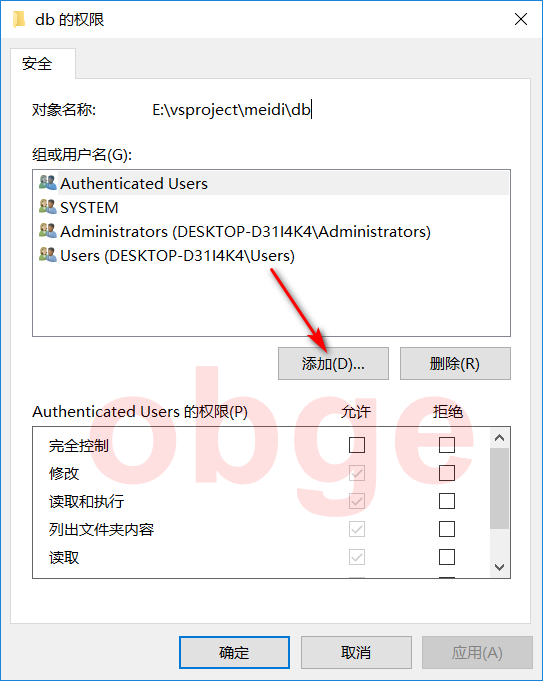 db 的权限
安全
对象名称: E:\vsproject\meidi\db
组或用户名(G):
Authenticated Users
SYSTEM
Administrators (DESKTOP-D31I4K4\Administrators)
Users (DESKTOP-D31I4K4\Users)
添加(D)... 删除(R)
Authenticated Users 的权限(P) 允许 拒绝
完全控制
修改
读取和执行
列出文件夹内容
读取
obge
确定 取消 应用(A)